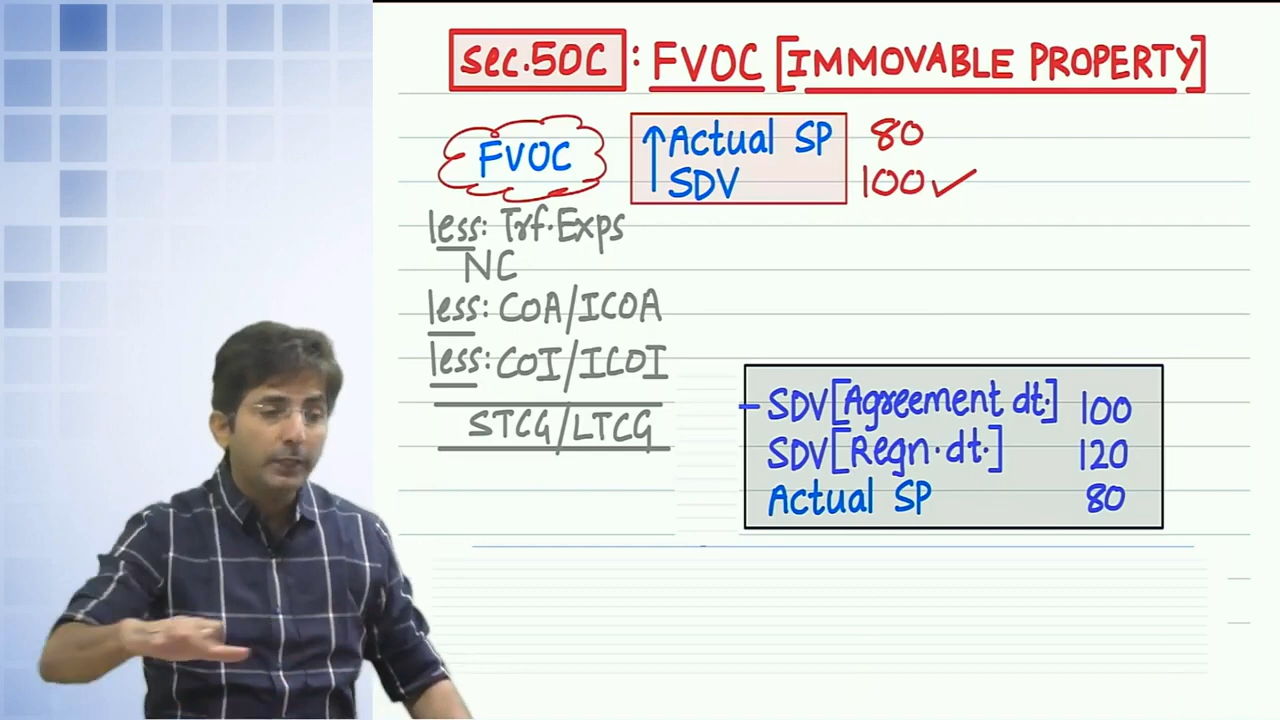 sec.50C : FVOC [IMMOVABLE PROPERTY]
FVOC ↑ Actual SP 80
SDV 100 ✓
less: Trf.Exps
NC
less: COA/ICOA
less: COI/ICOI
STCG/LTCG
- SDV[Agreement dt.] 100
SDV[Regn.dt.] 120
Actual SP 80